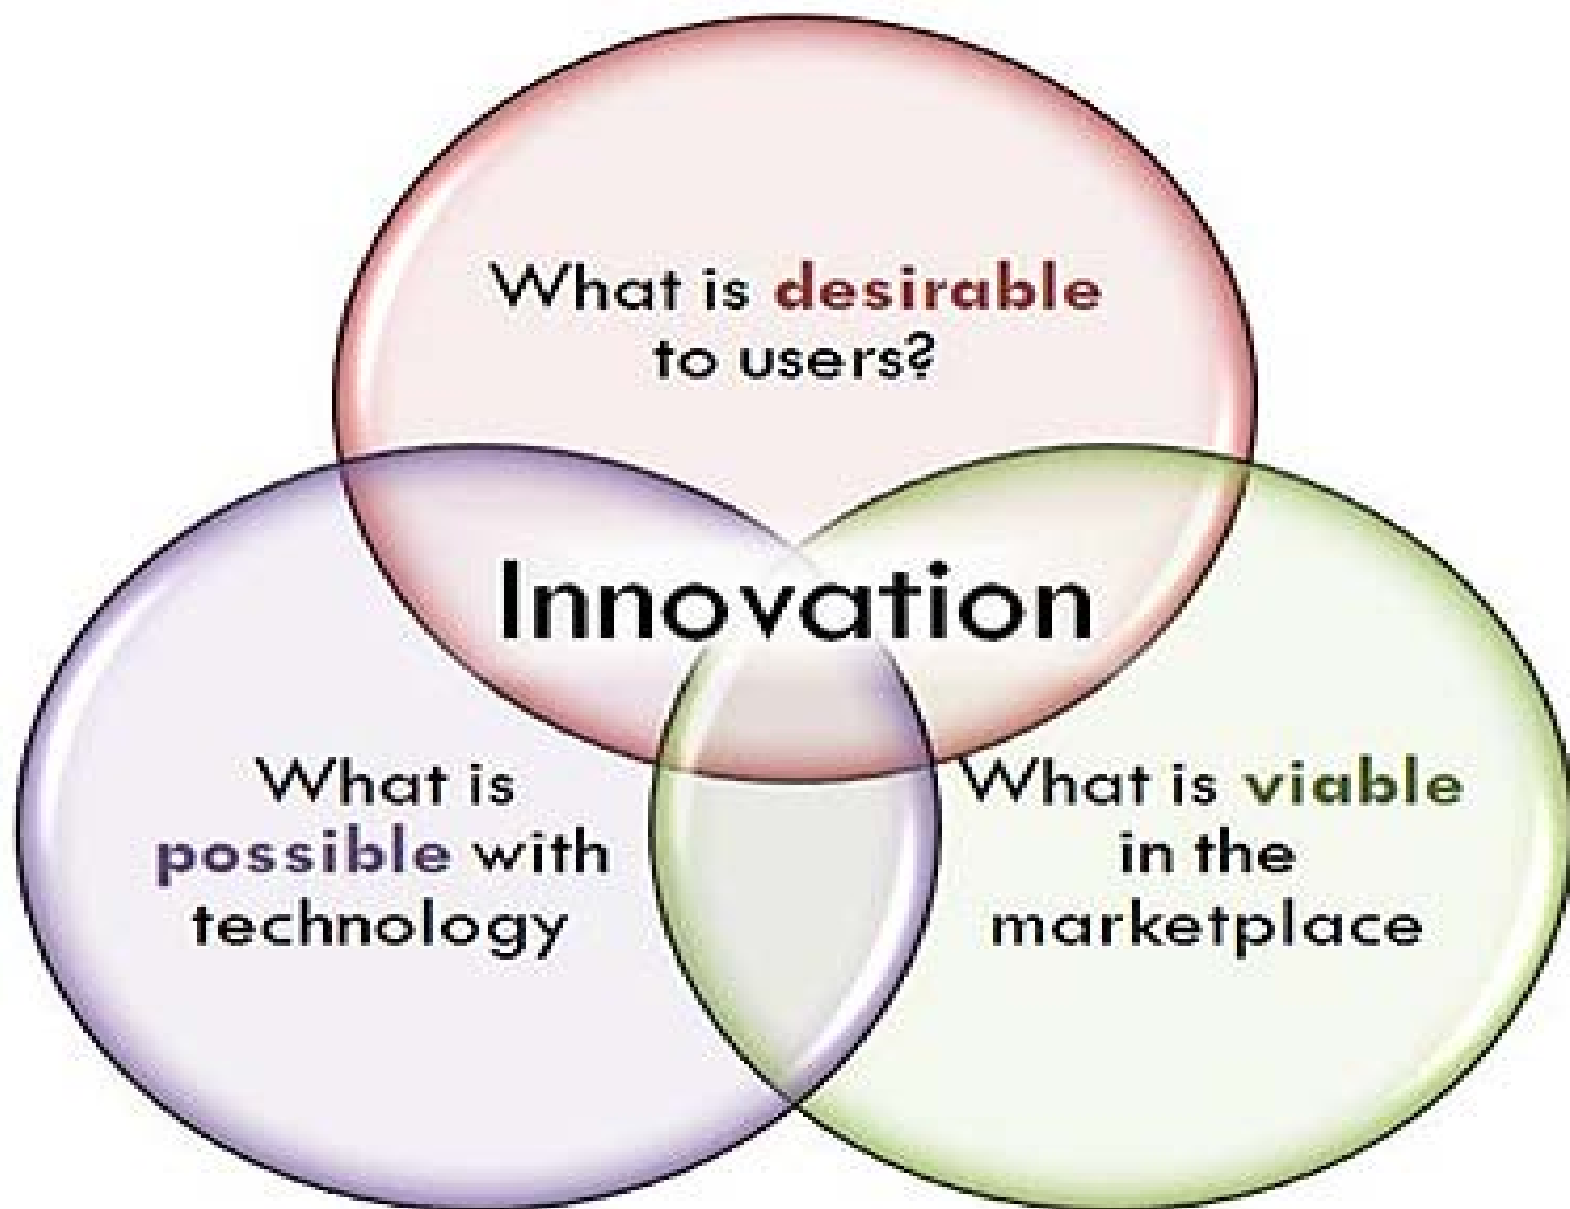 What is desirable
to users?
Innovation
What is
possible with
technology
What is viable
in the
marketplace